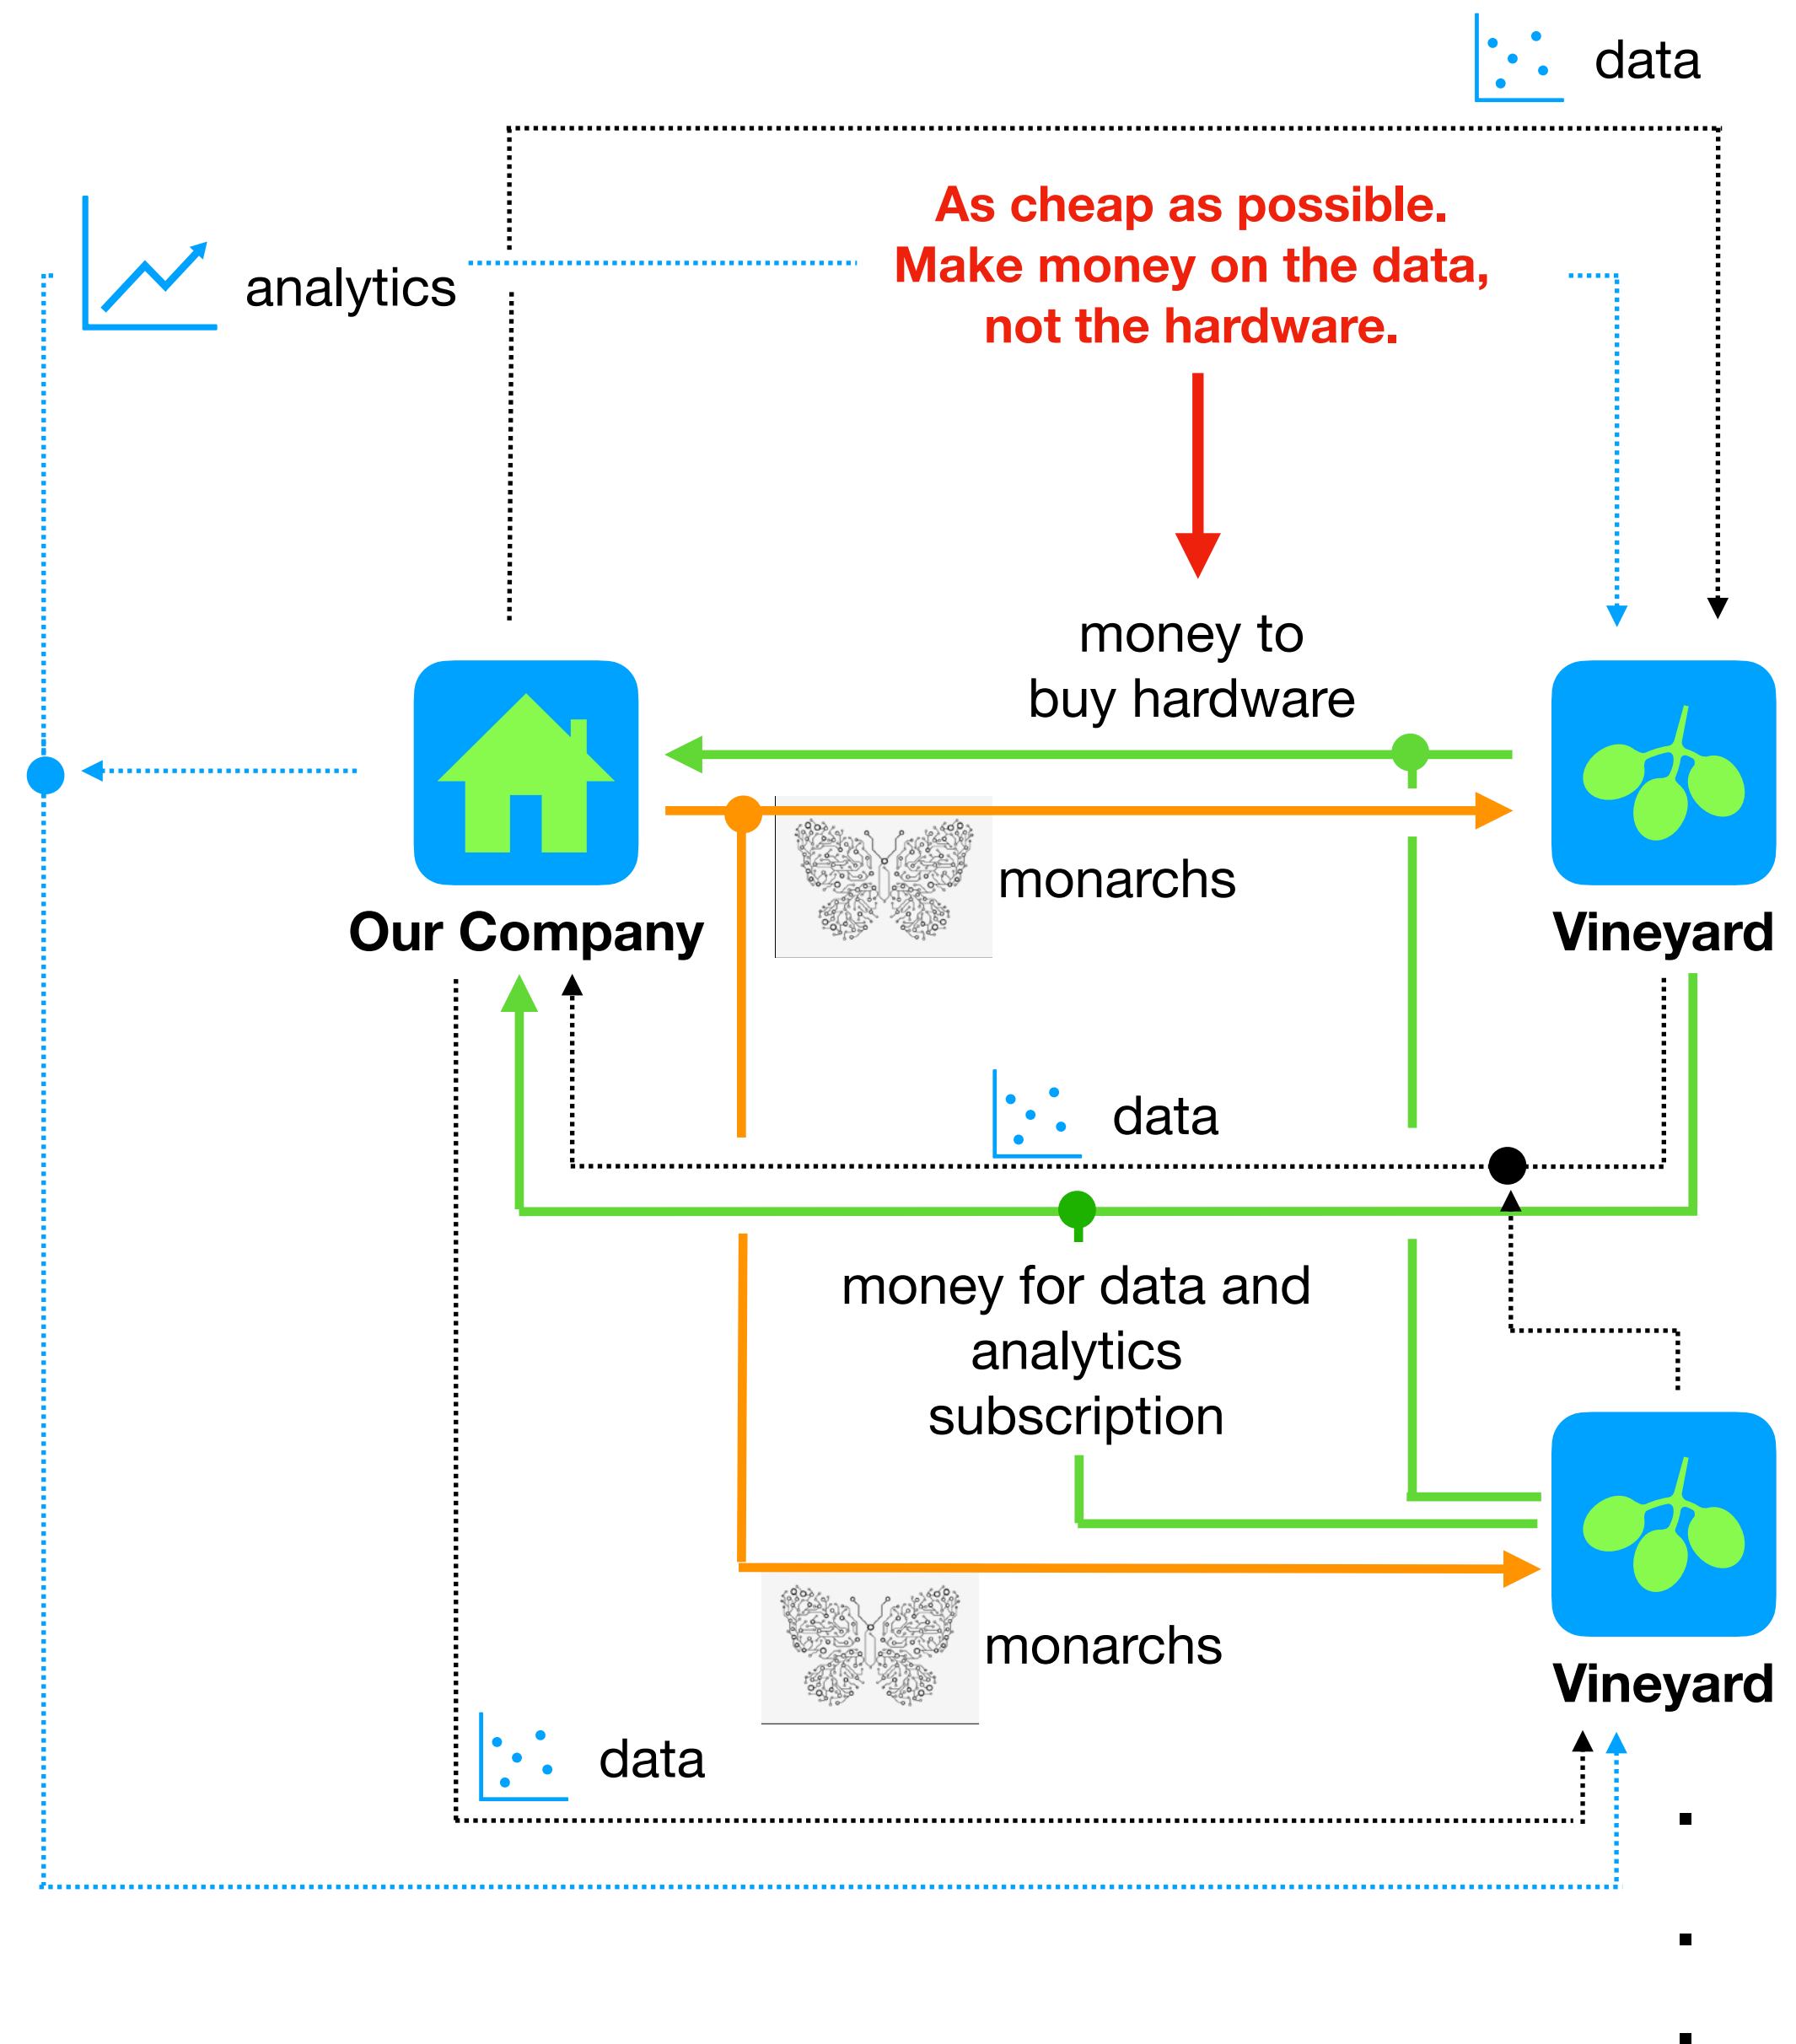 data
As cheap as possible.
Make money on the data,
not the hardware.
analytics
money to
buy hardware
monarchs
Our Company
Vineyard
data
money for data and
analytics
subscription
monarchs
Vineyard
data